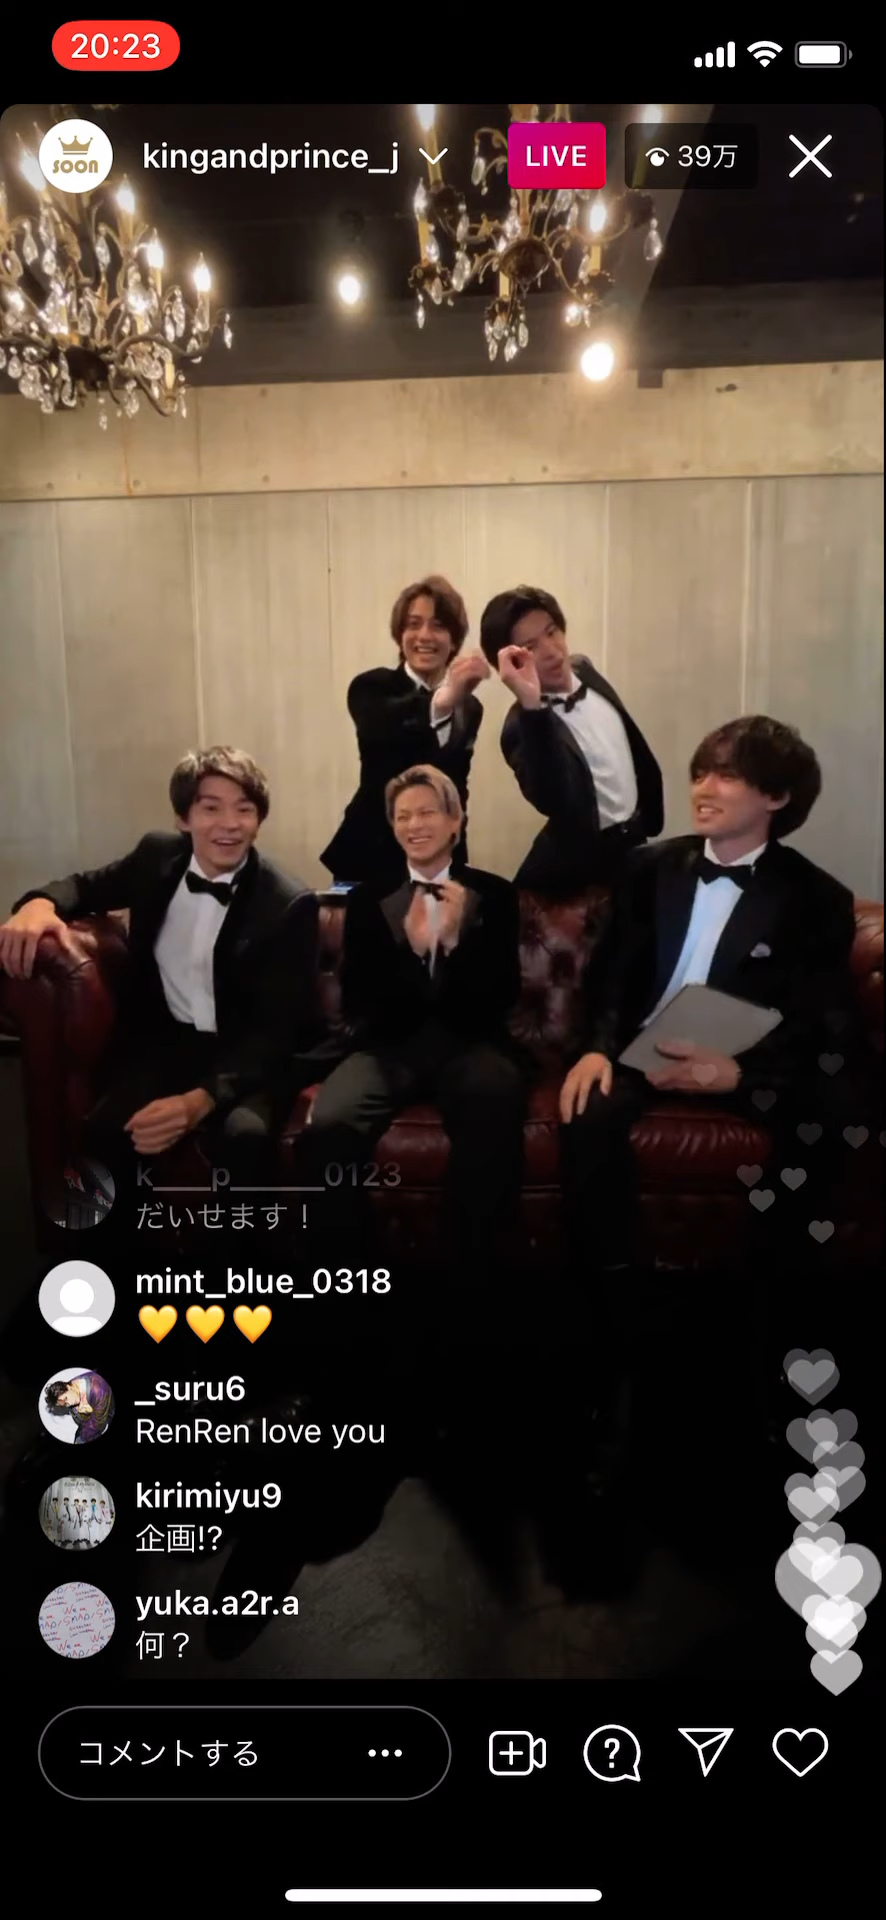 20:23
SOON
kingandprince_j
LIVE
39万
k____p______0123
だいせます！
mint_blue_0318
💛💛💛
_suru6
RenRen love you
kirimiyu9
企画!?
yuka.a2r.a
何？
コメントする